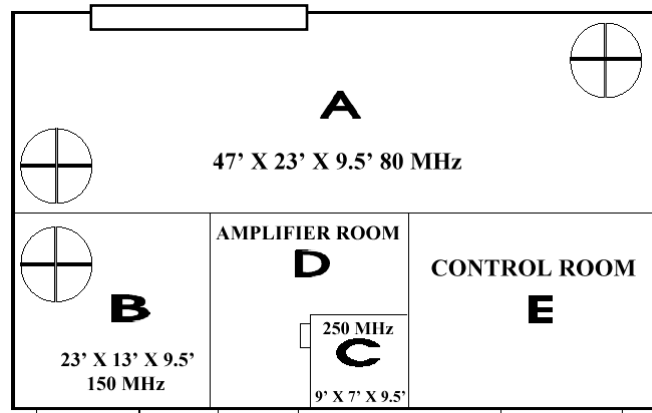 A
47’ X 23’ X 9.5’ 80 MHz
AMPLIFIER ROOM
D
CONTROL ROOM
E
B
23’ X 13’ X 9.5’
150 MHz
250 MHz
C
9’ X 7’ X 9.5’